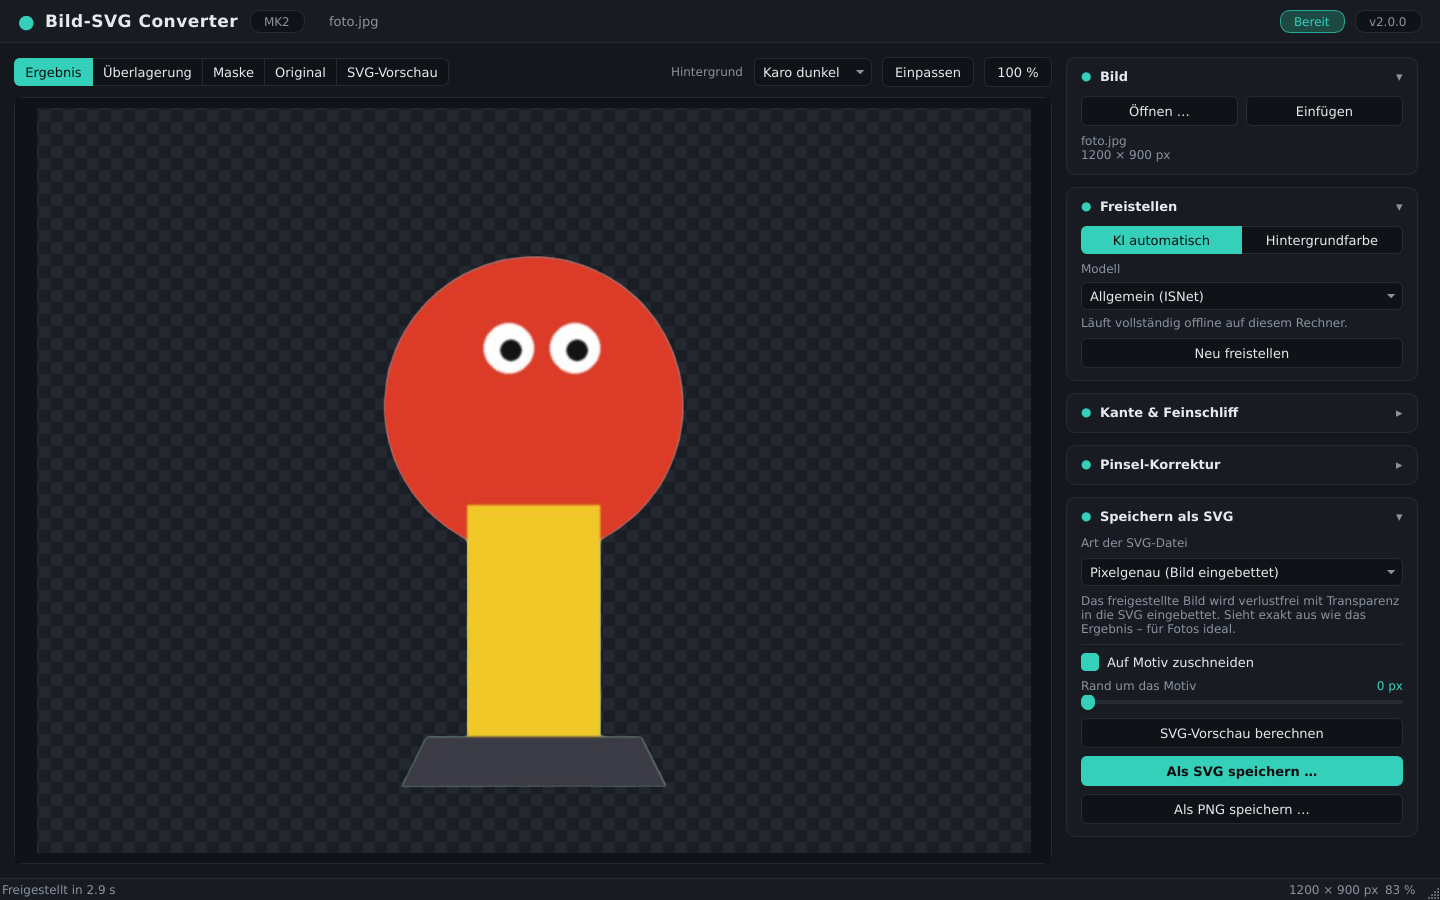 Bild-SVG Converter MK2 foto.jpg Bereit v2.0.0
Ergebnis Überlagerung Maske Original SVG-Vorschau Hintergrund Karo dunkel Einpassen 100 %
Bild
Öffnen … Einfügen
foto.jpg
1200 × 900 px
Freistellen
KI automatisch Hintergrundfarbe
Modell
Allgemein (ISNet)
Läuft vollständig offline auf diesem Rechner.
Neu freistellen
Kante & Feinschliff
Pinsel-Korrektur
Speichern als SVG
Art der SVG-Datei
Pixelgenau (Bild eingebettet)
Das freigestellte Bild wird verlustfrei mit Transparenz
in die SVG eingebettet. Sieht exakt aus wie das
Ergebnis – für Fotos ideal.
Auf Motiv zuschneiden
Rand um das Motiv 0 px
SVG-Vorschau berechnen
Als SVG speichern …
Als PNG speichern …
Freigestellt in 2.9 s 1200 × 900 px 83 %